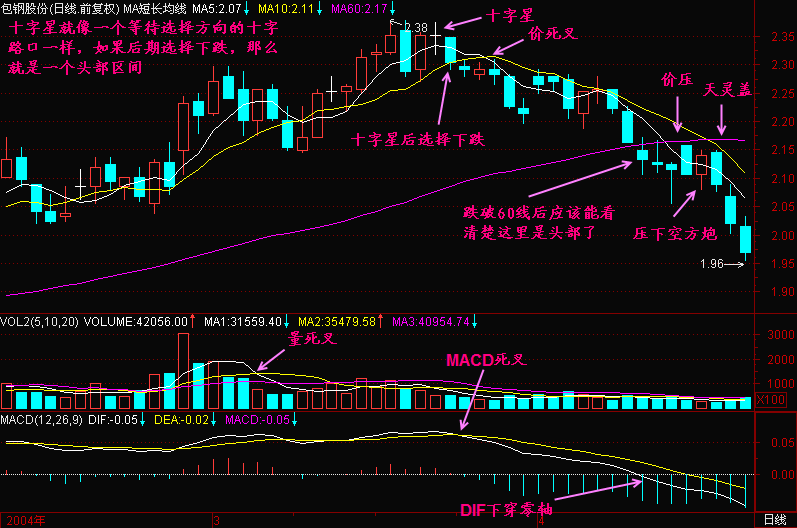 包钢股份(日线.前复权) MA短长均线 MA5:2.07↓ MA10:2.11↓ MA60:2.17↓
十字星就像一个等待选择方向的十字
路口一样，如果后期选择下跌，那么
就是一个头部区间
2.38
十字星
价死叉
十字星后选择下跌
价压
天灵盖
跌破60线后应该能看
清楚这里是头部了
压下空方炮
1.96
2.35
2.30
2.25
2.20
2.15
2.10
2.05
2.00
1.95
1.90
VOL2(5,10,20) VOLUME:42056.00↑ MA1:31559.40↓ MA2:35479.58↑ MA3:40954.74↓
量死叉
MACD死叉
3000
2000
1000
X100
MACD(12,26,9) DIF:-0.05↓ DEA:-0.02↓ MACD:-0.05↓
0.05
0.00
DIF下穿零轴
2004年
3
4
日线